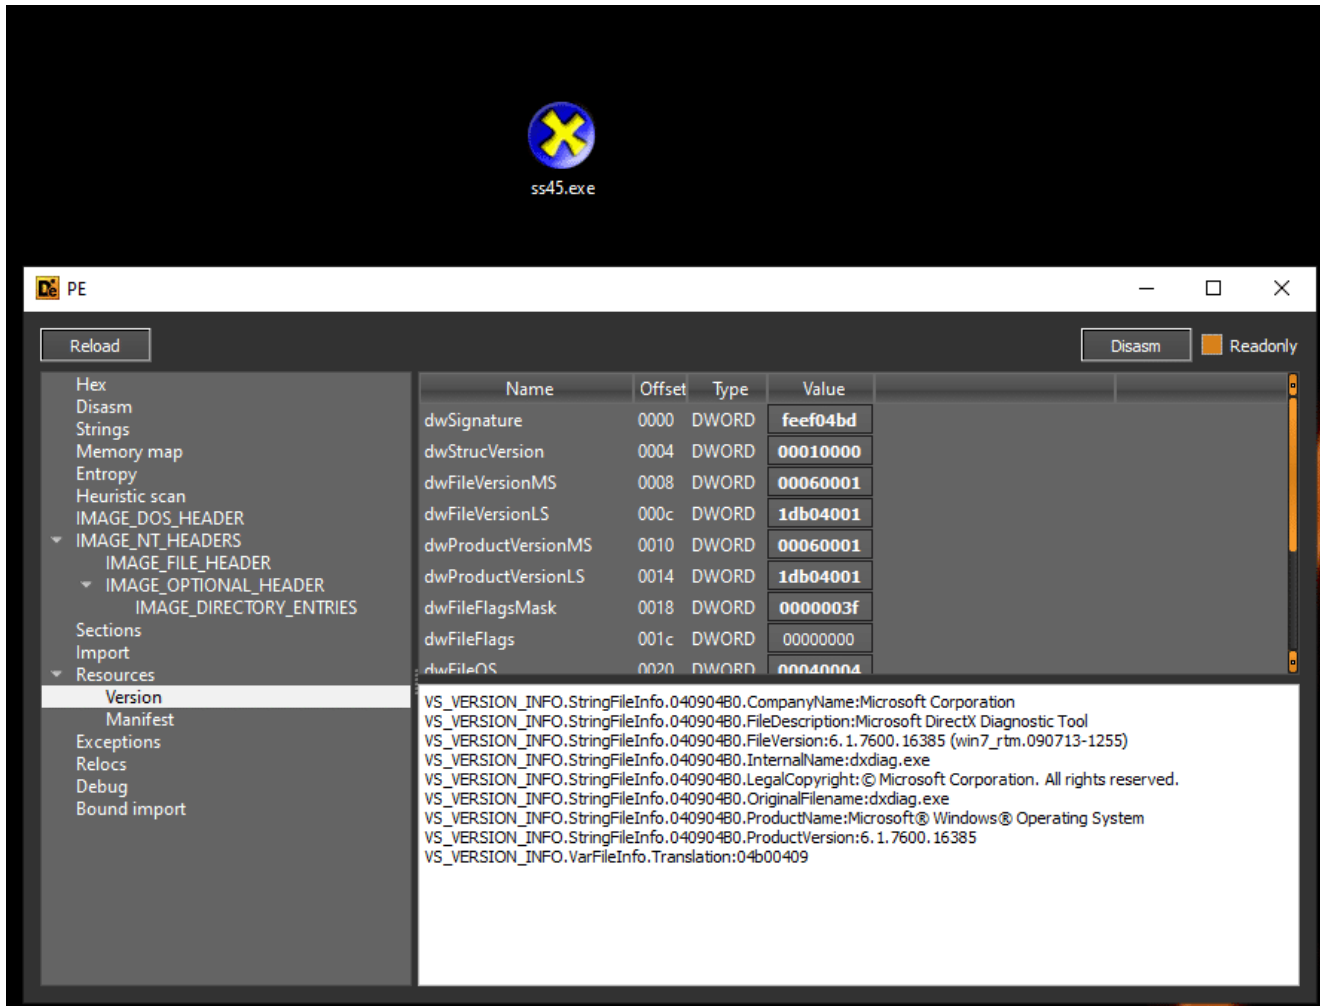 ss45.exe
PE
Reload
Disasm
Readonly
Hex
Disasm
Strings
Memory map
Entropy
Heuristic scan
IMAGE_DOS_HEADER
IMAGE_NT_HEADERS
IMAGE_FILE_HEADER
IMAGE_OPTIONAL_HEADER
IMAGE_DIRECTORY_ENTRIES
Sections
Import
Resources
Version
Manifest
Exceptions
Relocs
Debug
Bound import
Name Offset Type Value
dwSignature 0000 DWORD feef04bd
dwStrucVersion 0004 DWORD 00010000
dwFileVersionMS 0008 DWORD 00060001
dwFileVersionLS 000c DWORD 1db04001
dwProductVersionMS 0010 DWORD 00060001
dwProductVersionLS 0014 DWORD 1db04001
dwFileFlagsMask 0018 DWORD 0000003f
dwFileFlags 001c DWORD 00000000
dwFileOS 0020 DWORD 00040004
VS_VERSION_INFO.StringFileInfo.040904B0.CompanyName:Microsoft Corporation
VS_VERSION_INFO.StringFileInfo.040904B0.FileDescription:Microsoft DirectX Diagnostic Tool
VS_VERSION_INFO.StringFileInfo.040904B0.FileVersion:6.1.7600.16385 (win7_rtm.090713-1255)
VS_VERSION_INFO.StringFileInfo.040904B0.InternalName:dxdiag.exe
VS_VERSION_INFO.StringFileInfo.040904B0.LegalCopyright:© Microsoft Corporation. All rights reserved.
VS_VERSION_INFO.StringFileInfo.040904B0.OriginalFilename:dxdiag.exe
VS_VERSION_INFO.StringFileInfo.040904B0.ProductName:Microsoft® Windows® Operating System
VS_VERSION_INFO.StringFileInfo.040904B0.ProductVersion:6.1.7600.16385
VS_VERSION_INFO.VarFileInfo.Translation:04b00409